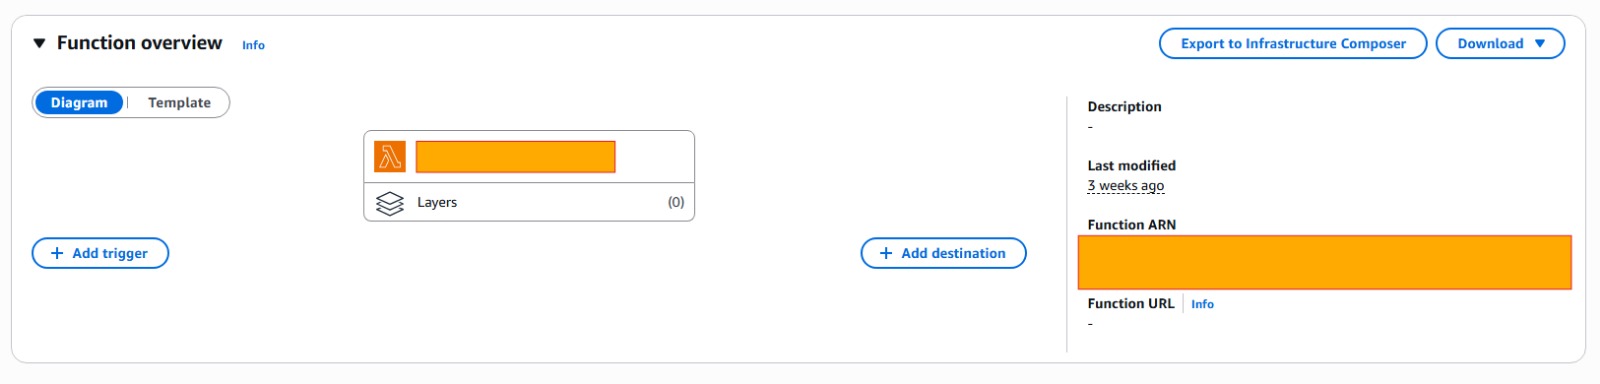 Function overview Info
Export to Infrastructure Composer
Download
Diagram
Template
Layers (0)
Add trigger
Add destination
Description
-
Last modified
3 weeks ago
Function ARN
Function URL Info
-